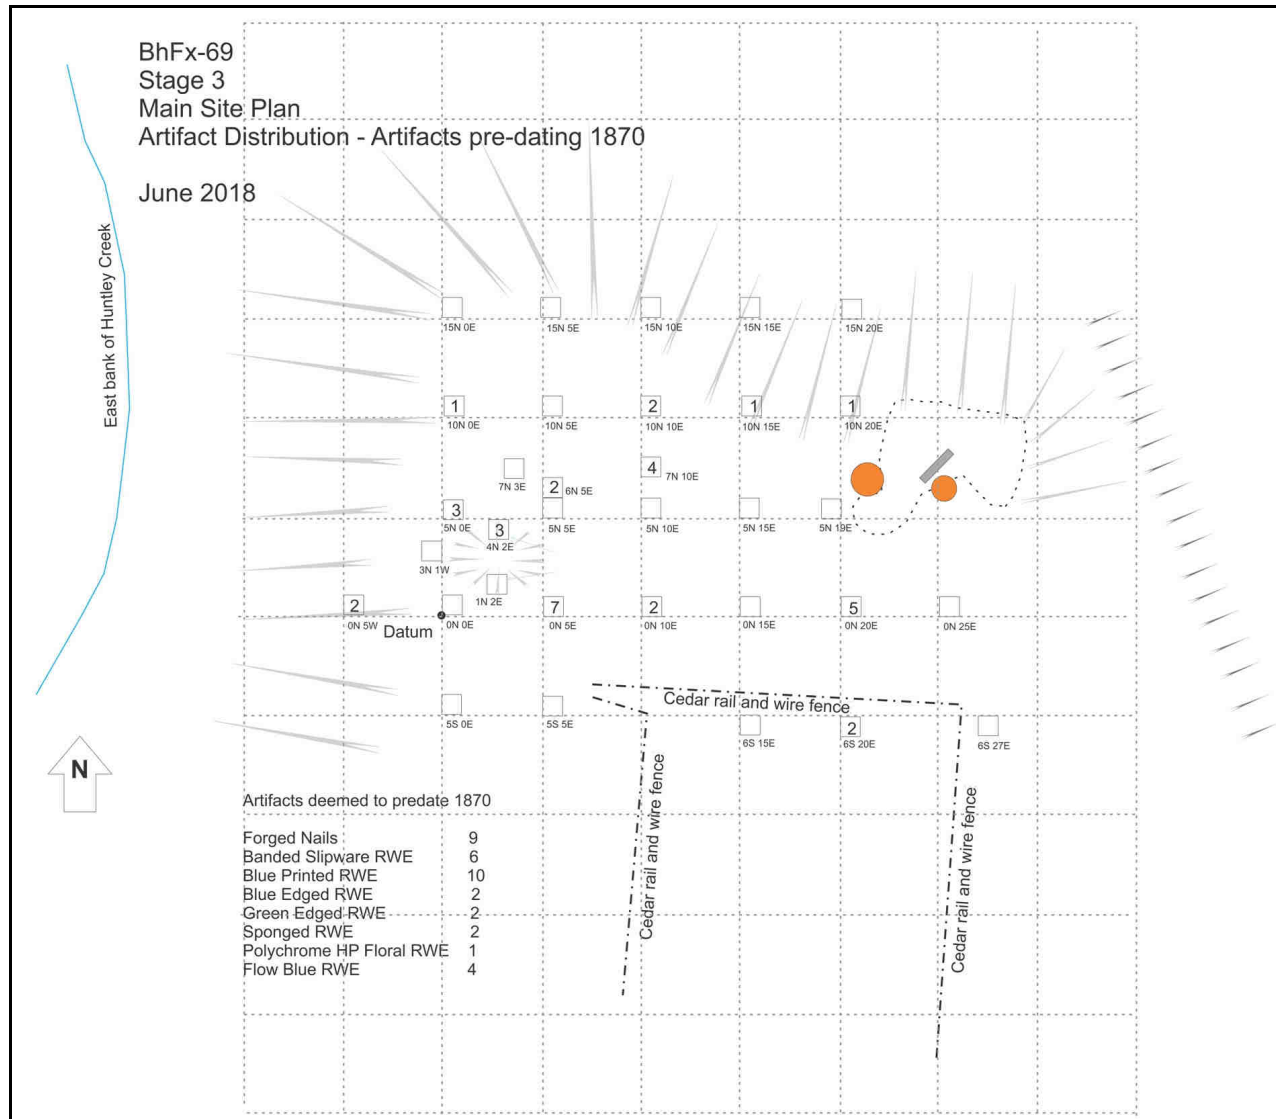 BhFx-69
Stage 3
Main Site Plan
Artifact Distribution - Artifacts pre-dating 1870
June 2018
East bank of Huntley Creek
15N 0E
15N 5E
15N 10E
15N 15E
15N 20E
1
10N 0E
10N 5E
2
10N 10E
1
10N 15E
1
10N 20E
7N 3E
4
7N 10E
2
6N 5E
3
5N 0E
5N 5E
5N 10E
5N 15E
5N 19E
3
4N 2E
3N 1W
1N 2E
2
0N 5W
Datum
0N 0E
7
0N 5E
2
0N 10E
0N 15E
5
0N 20E
0N 25E
5S 0E
5S 5E
Cedar rail and wire fence
6S 15E
2
6S 20E
6S 27E
Cedar rail and wire fence
Cedar rail and wire fence
N
Artifacts deemed to predate 1870
Forged Nails 9
Banded Slipware RWE 6
Blue Printed RWE 10
Blue Edged RWE 2
Green Edged RWE 2
Sponged RWE 2
Polychrome HP Floral RWE 1
Flow Blue RWE 4